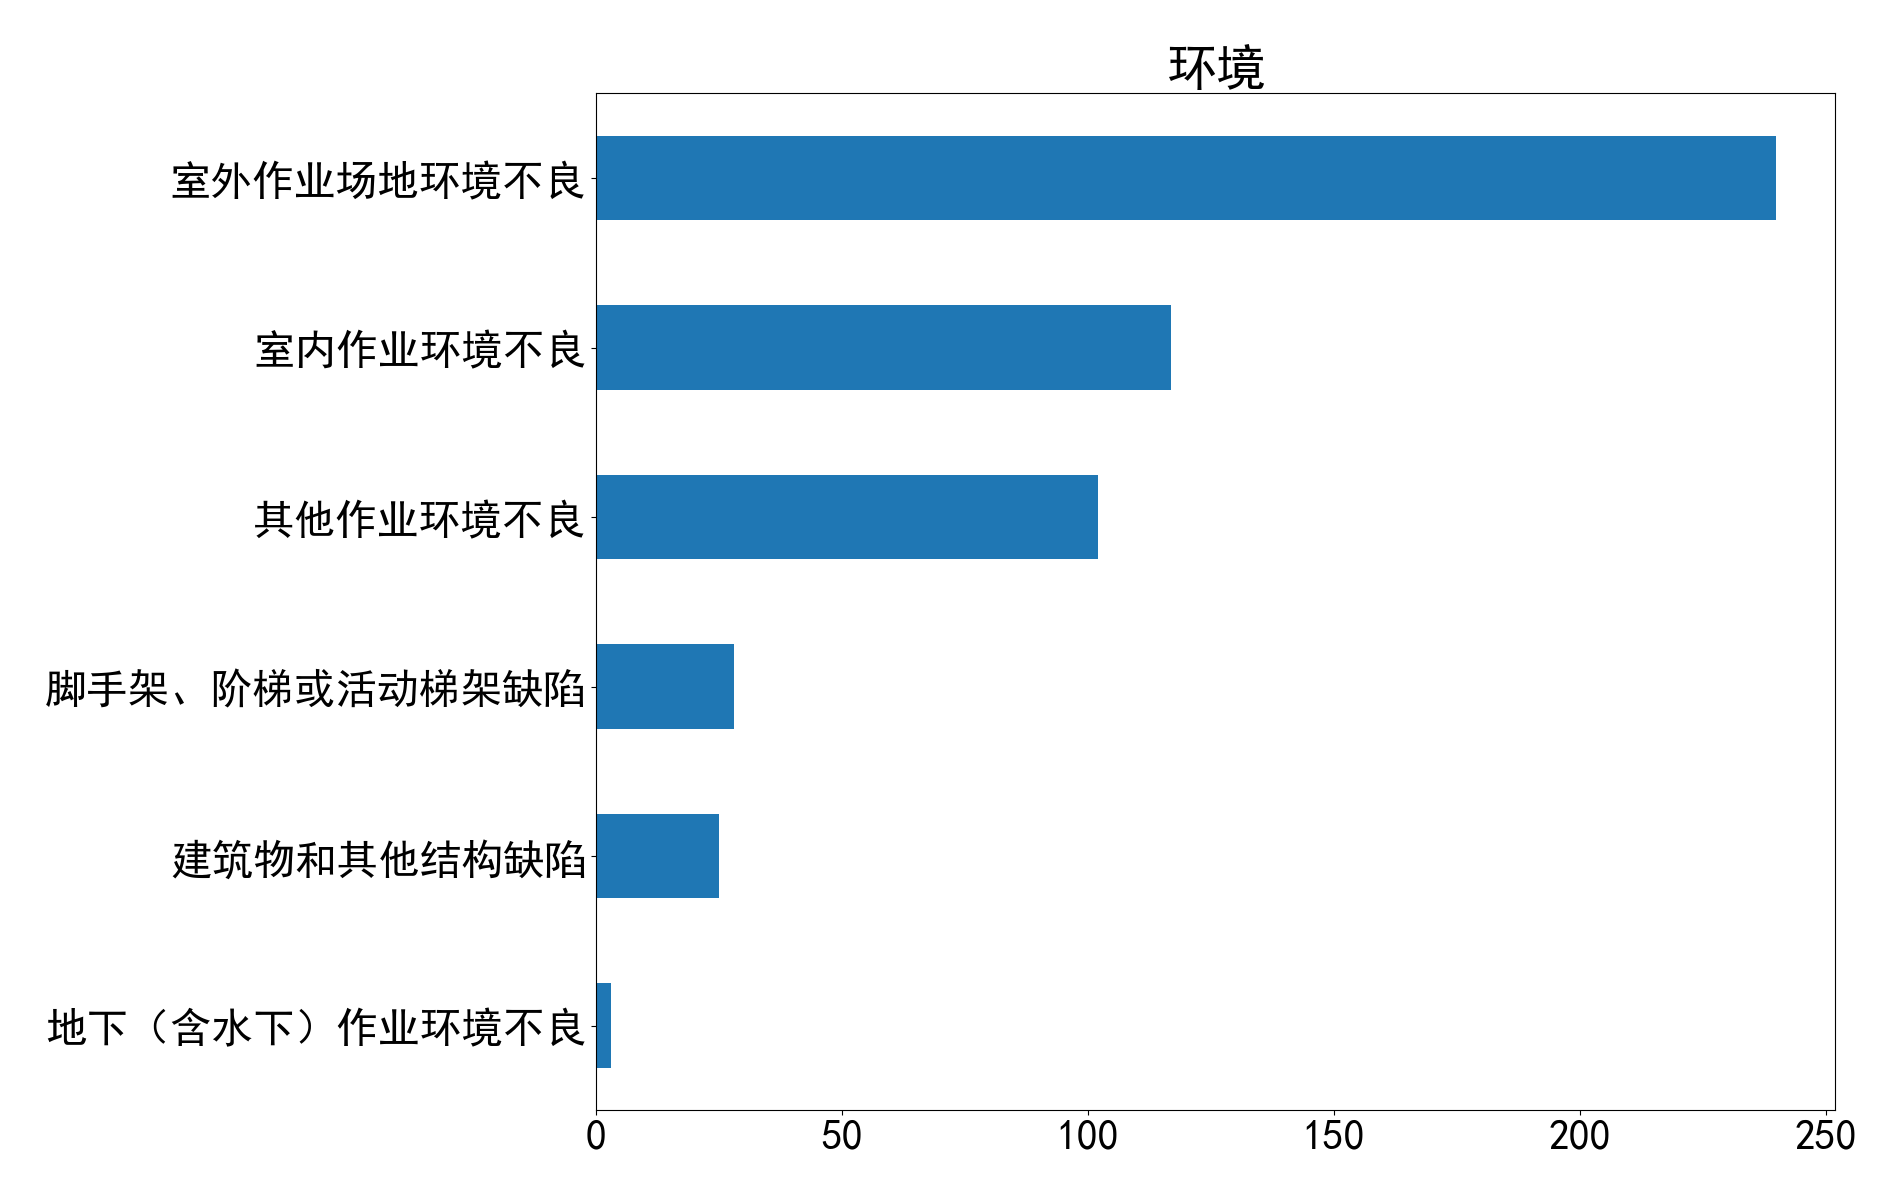 环境
室外作业场地环境不良
室内作业环境不良
其他作业环境不良
脚手架、阶梯或活动梯架缺陷
建筑物和其他结构缺陷
地下（含水下）作业环境不良
0 50 100 150 200 250